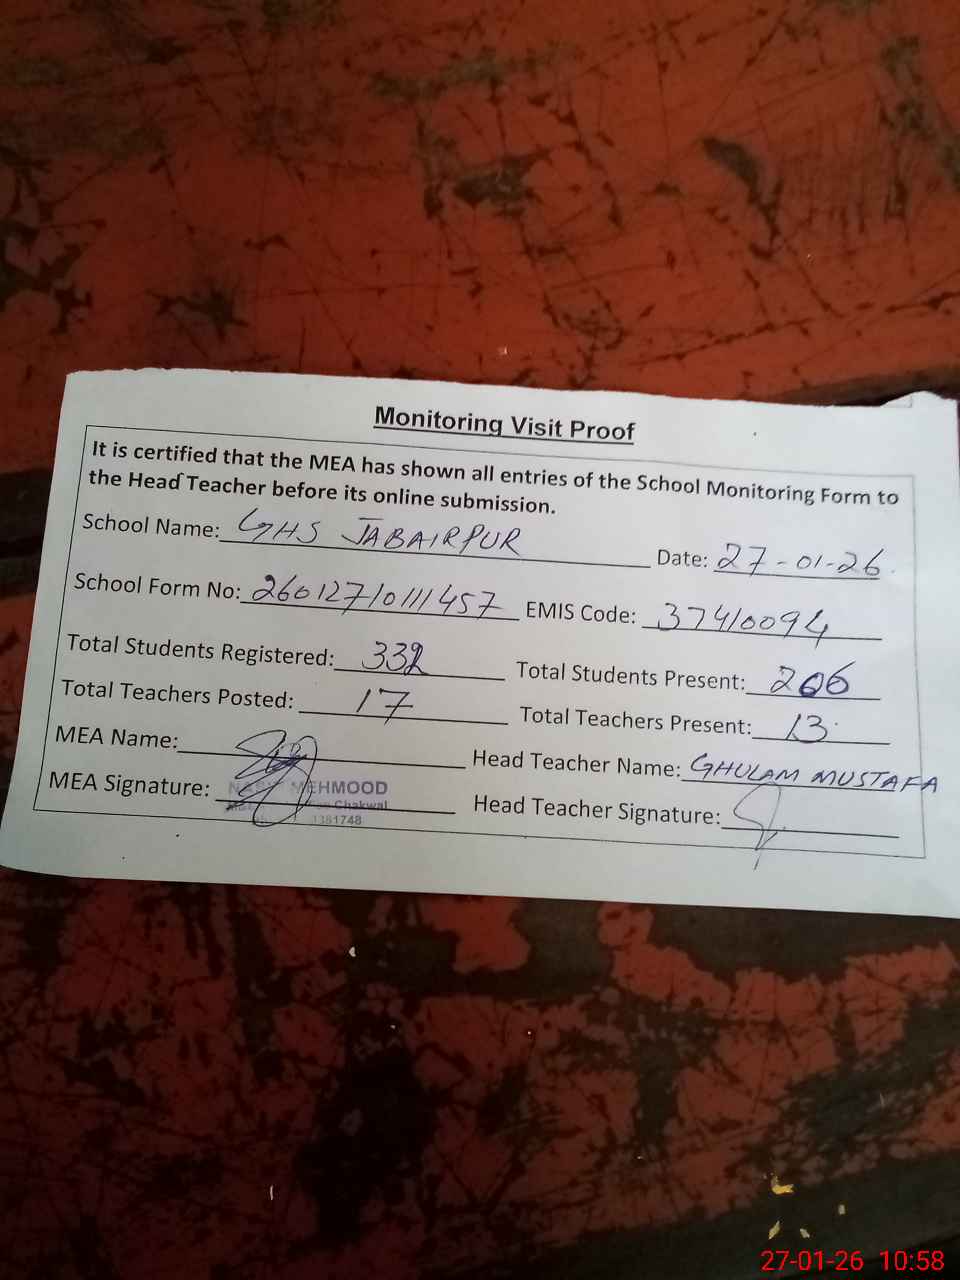 Monitoring Visit Proof
It is certified that the MEA has shown all entries of the School Monitoring Form to
the Head Teacher before its online submission.
School Name: GHS JABAIRPUR Date: 27-01-26
School Form No: 260127/0111457 EMIS Code: 37410094
Total Students Registered: 332 Total Students Present: 206
Total Teachers Posted: 17 Total Teachers Present: 13
MEA Name: Head Teacher Name: GHULAM MUSTAFA
MEA Signature: MEHMOOD Head Teacher Signature:
Chakwal
1381748
27-01-26 10:58